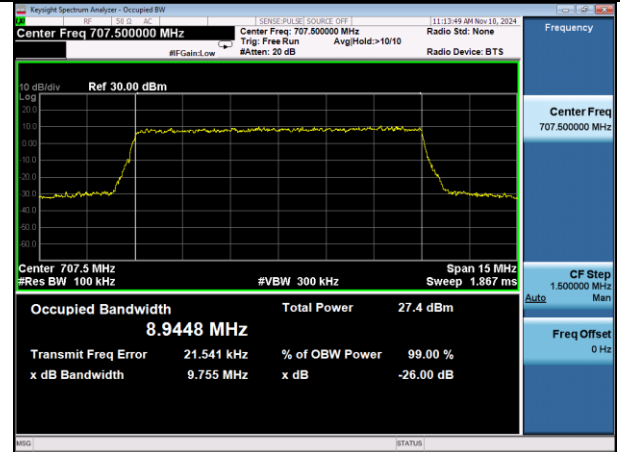 Keysight Spectrum Analyzer - Occupied BW
RF 50 Ω AC SENSE:PULSE SOURCE OFF 11:13:49 AM Nov 10, 2024
Center Freq 707.500000 MHz Center Freq: 707.500000 MHz Radio Std: None Frequency
Trig: Free Run Avg|Hold:>10/10
#IFGain:Low #Atten: 20 dB Radio Device: BTS
10 dB/div Ref 30.00 dBm
Log
20.0
10.0
0.00
-10.0
-20.0
-30.0
-40.0
-50.0
-60.0
Center Freq
707.500000 MHz
Center 707.5 MHz Span 15 MHz
#Res BW 100 kHz #VBW 300 kHz Sweep 1.867 ms
CF Step
1.500000 MHz
Auto Man
Occupied Bandwidth Total Power 27.4 dBm
8.9448 MHz
Transmit Freq Error 21.541 kHz % of OBW Power 99.00 %
x dB Bandwidth 9.755 MHz x dB -26.00 dB
Freq Offset
0 Hz
MSG STATUS